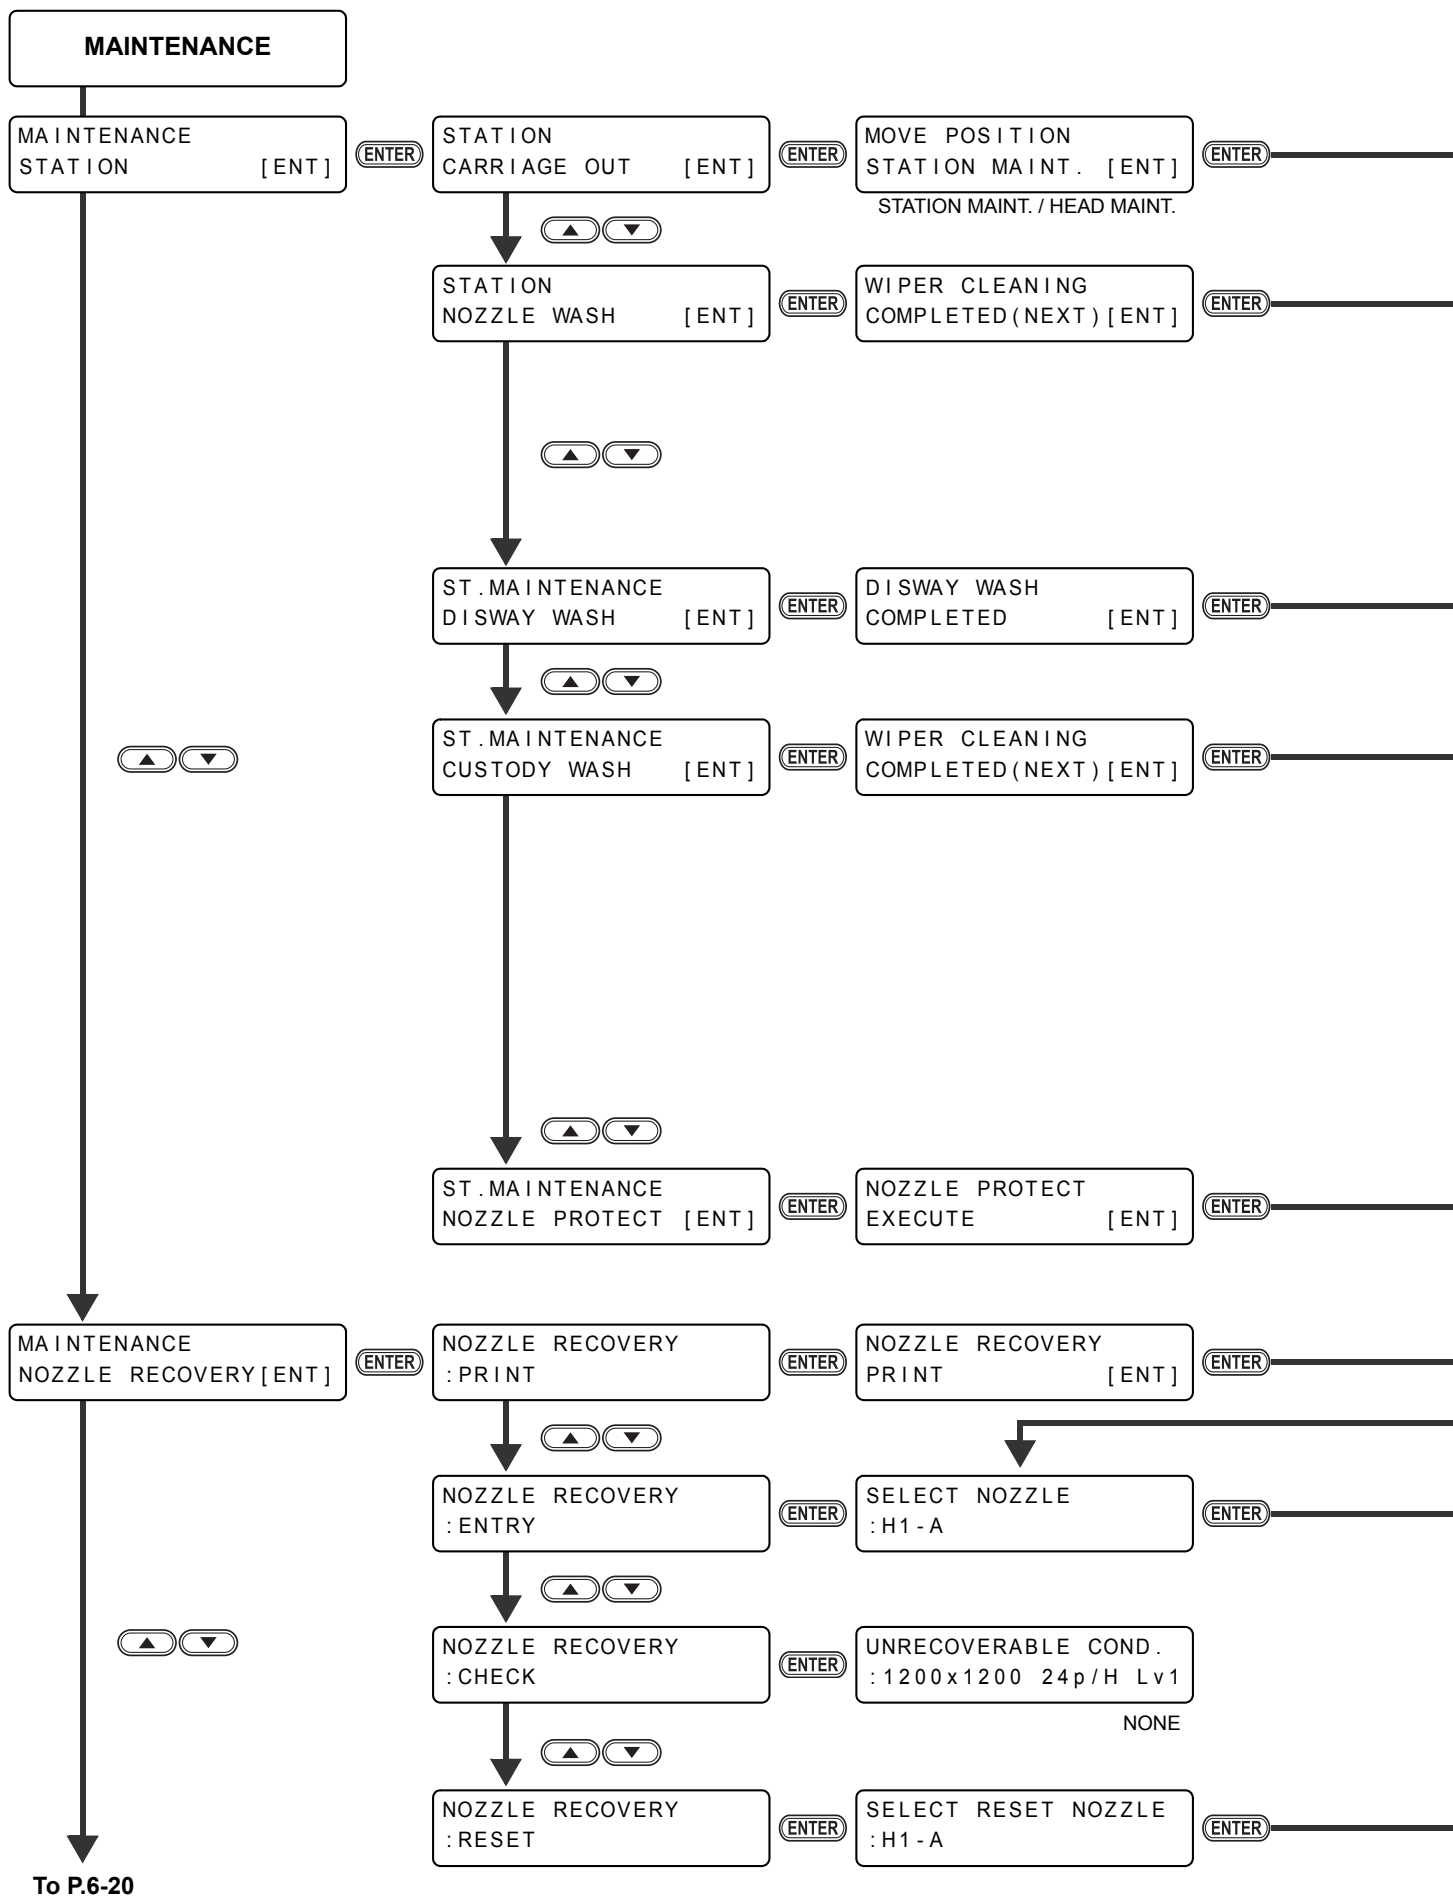 MAINTENANCE
MAINTENANCE
STATION [ENT]
ENTER
STATION
CARRIAGE OUT [ENT]
ENTER
MOVE POSITION
STATION MAINT. [ENT]
ENTER
STATION MAINT. / HEAD MAINT.
STATION
NOZZLE WASH [ENT]
ENTER
WIPER CLEANING
COMPLETED(NEXT)[ENT]
ENTER
ST.MAINTENANCE
DISWAY WASH [ENT]
ENTER
DISWAY WASH
COMPLETED [ENT]
ENTER
ST.MAINTENANCE
CUSTODY WASH [ENT]
ENTER
WIPER CLEANING
COMPLETED(NEXT)[ENT]
ENTER
ST.MAINTENANCE
NOZZLE PROTECT [ENT]
ENTER
NOZZLE PROTECT
EXECUTE [ENT]
ENTER
MAINTENANCE
NOZZLE RECOVERY[ENT]
ENTER
NOZZLE RECOVERY
:PRINT
ENTER
NOZZLE RECOVERY
PRINT [ENT]
ENTER
NOZZLE RECOVERY
:ENTRY
ENTER
SELECT NOZZLE
:H1-A
ENTER
NOZZLE RECOVERY
:CHECK
ENTER
UNRECOVERABLE COND.
:1200x1200 24p/H Lv1
NONE
NOZZLE RECOVERY
:RESET
ENTER
SELECT RESET NOZZLE
:H1-A
ENTER
To P.6-20